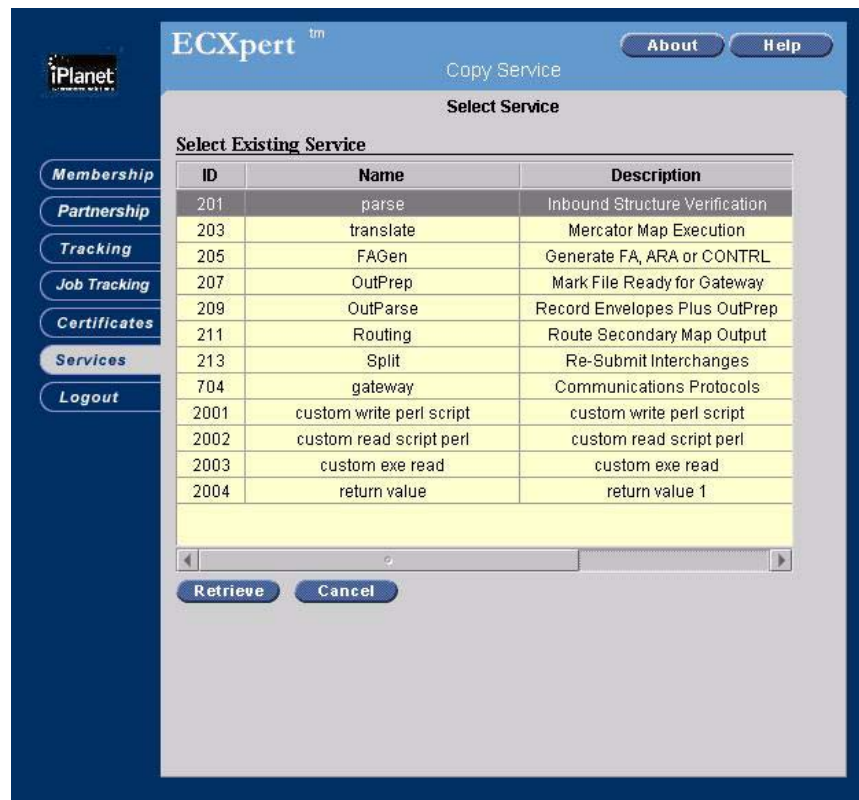 iPlanet
ECXpert tm
About Help
Copy Service
Select Service
Select Existing Service
Membership
Partnership
Tracking
Job Tracking
Certificates
Services
Logout
ID Name Description
201 parse Inbound Structure Verification
203 translate Mercator Map Execution
205 FAGen Generate FA, ARA or CONTRL
207 OutPrep Mark File Ready for Gateway
209 OutParse Record Envelopes Plus OutPrep
211 Routing Route Secondary Map Output
213 Split Re-Submit Interchanges
704 gateway Communications Protocols
2001 custom write perl script custom write perl script
2002 custom read script perl custom read script perl
2003 custom exe read custom exe read
2004 return value return value 1
Retrieve Cancel